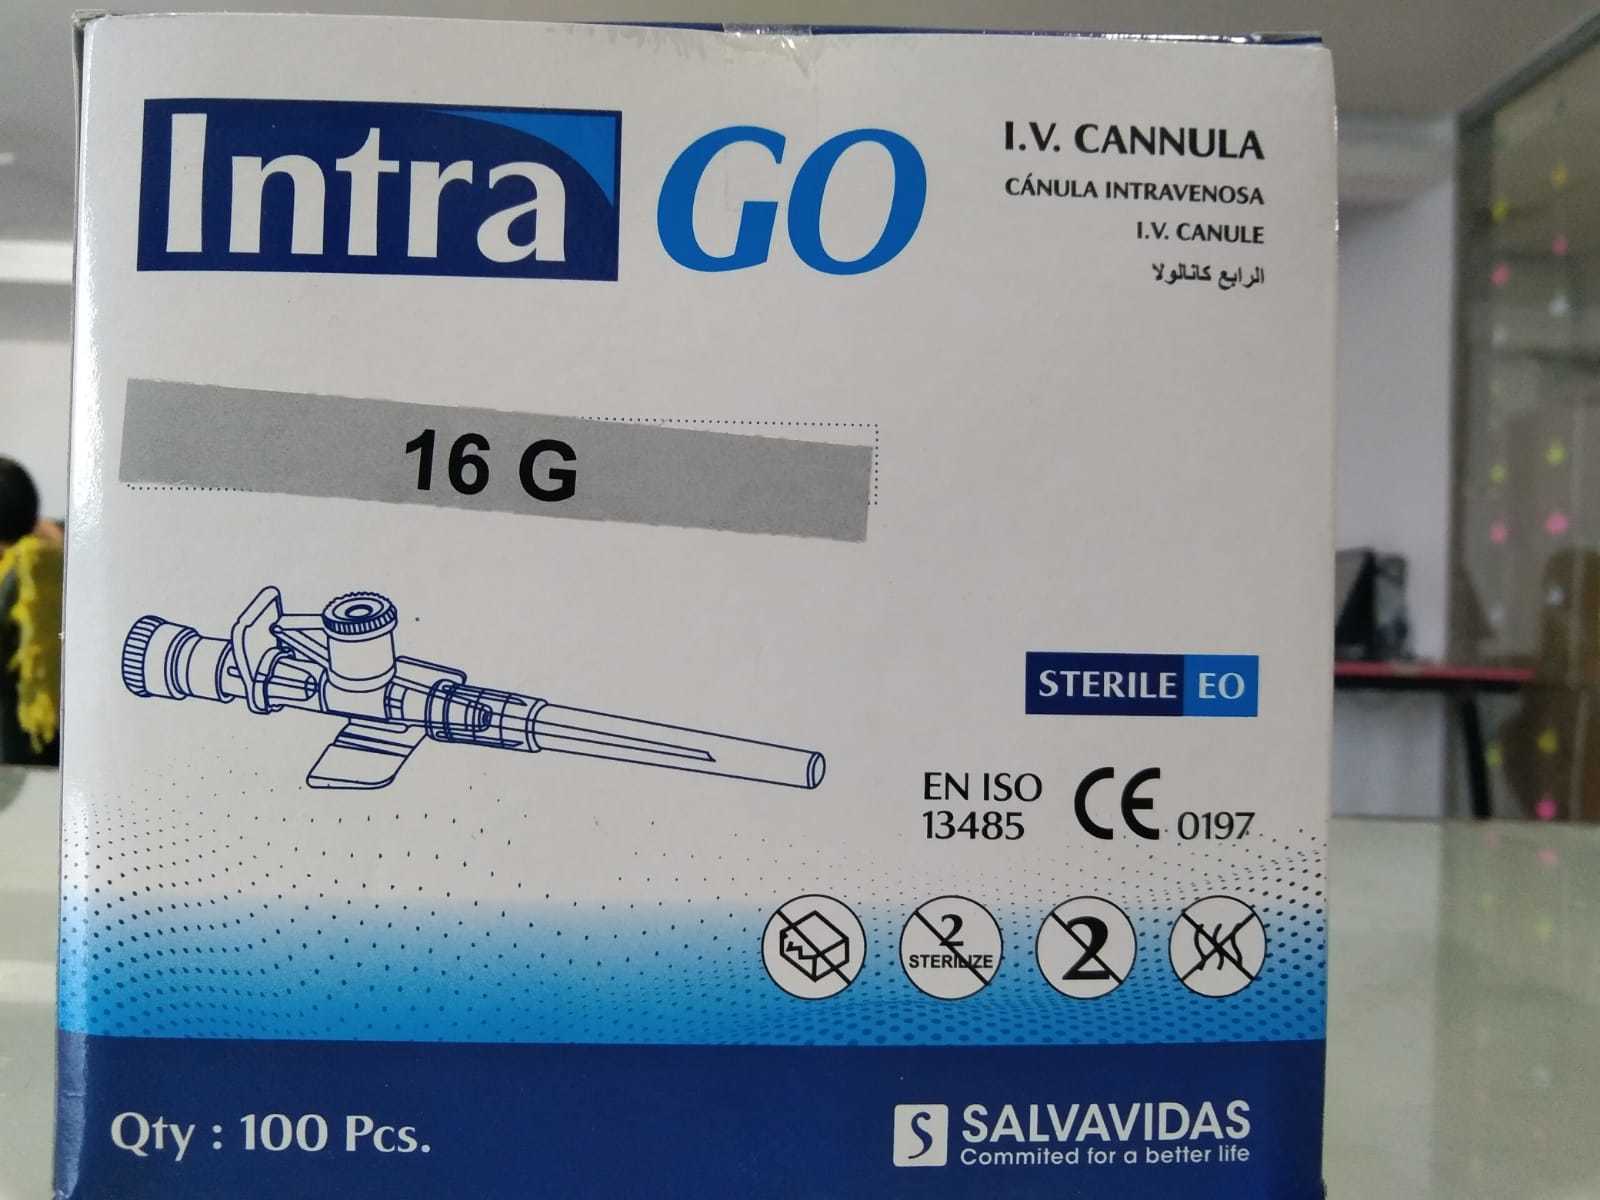 Intra GO
I.V. CANNULA
CÁNULA INTRAVENOSA
I.V. CANULE
الرابع كانالولا
16 G
STERILE EO
EN ISO
13485
CE 0197
2
STERILIZE
2
Qty : 100 Pcs.
S SALVAVIDAS
Commited for a better life